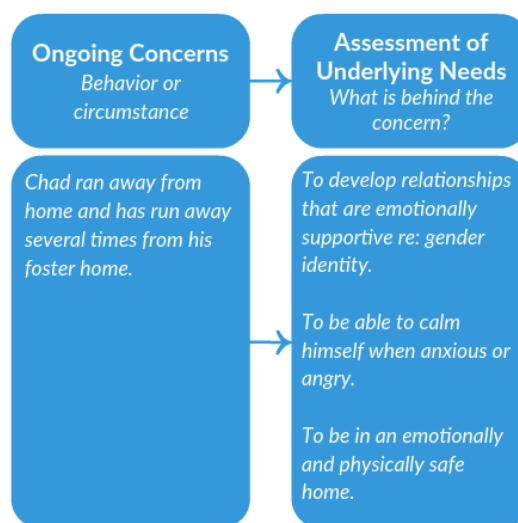 Ongoing Concerns
Behavior or
circumstance
Assessment of
Underlying Needs
What is behind the
concern?
Chad ran away from
home and has run away
several times from his
foster home.
To develop relationships
that are emotionally
supportive re: gender
identity.
To be able to calm
himself when anxious or
angry.
To be in an emotionally
and physically safe
home.